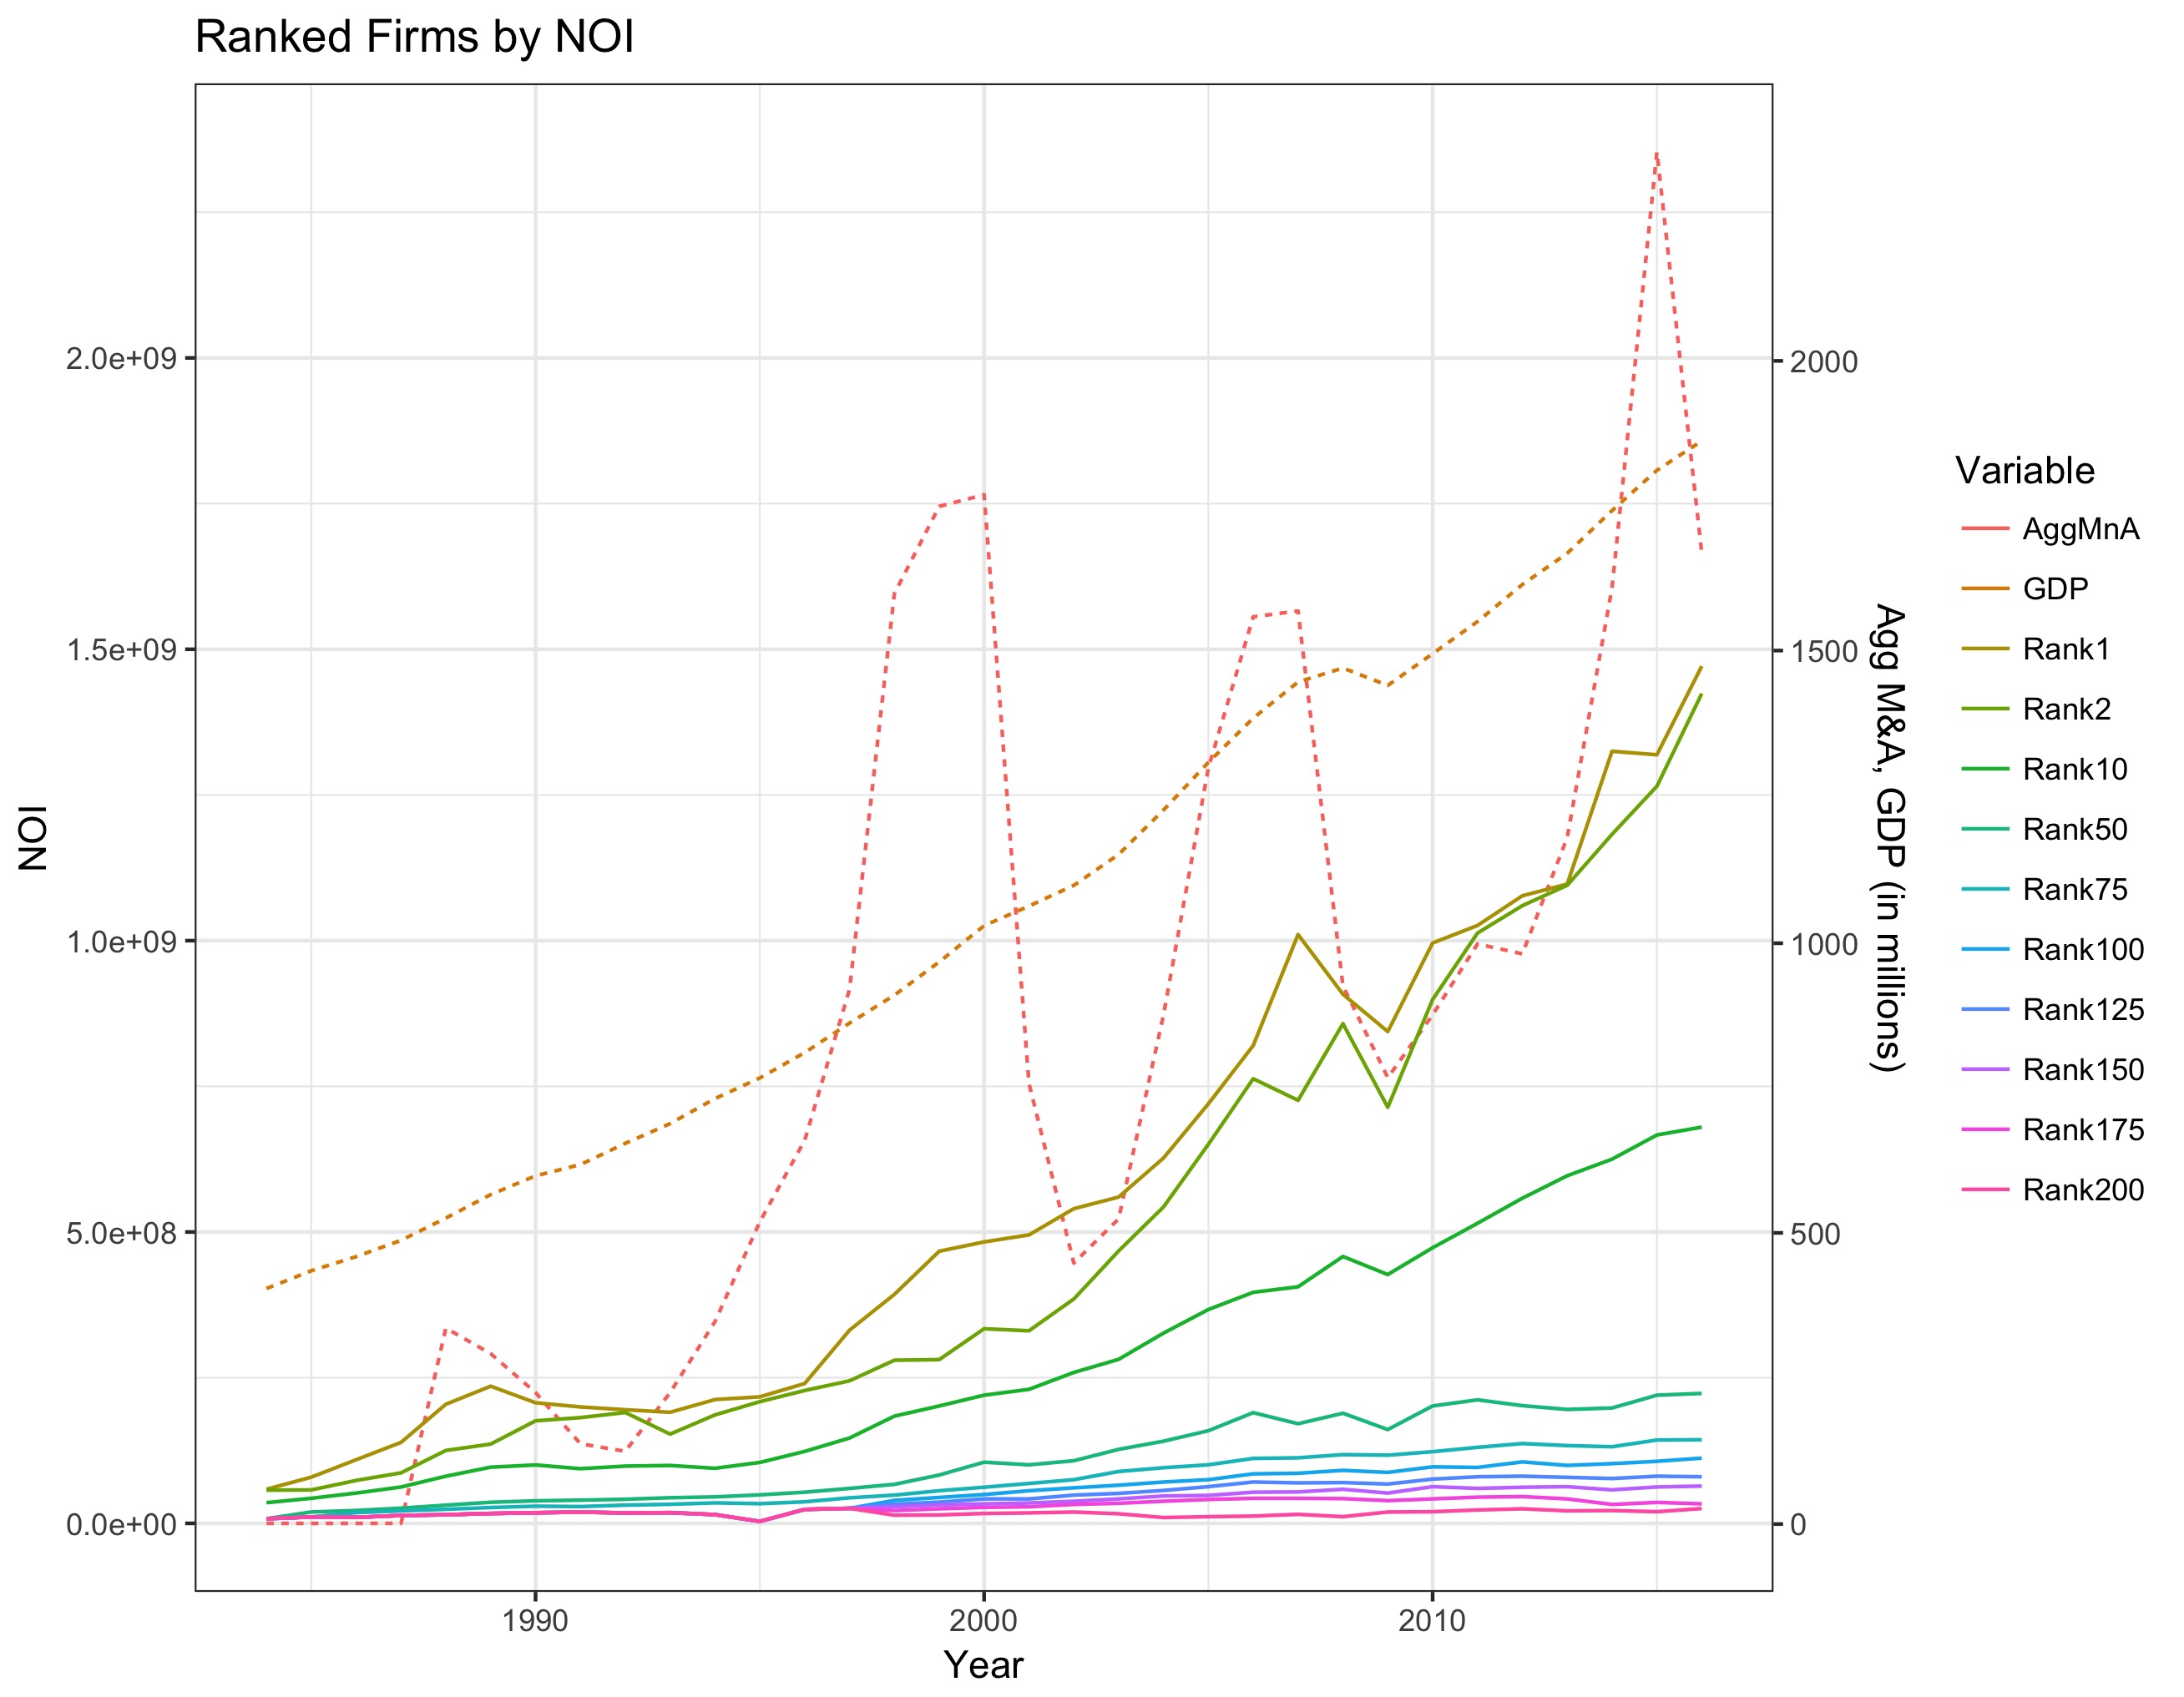 Ranked Firms by NOI
NOI
2.0e+09
1.5e+09
1.0e+09
5.0e+08
0.0e+00
1990
2000
2010
Year
2000
1500
1000
500
0
Agg M&A, GDP (in millions)
Variable
AggMnA
GDP
Rank1
Rank2
Rank10
Rank50
Rank75
Rank100
Rank125
Rank150
Rank175
Rank200